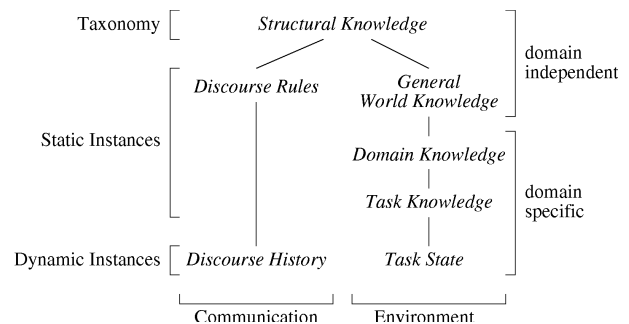 Taxonomy
Structural Knowledge
domain
independent
Discourse Rules
General
World Knowledge
Static Instances
Domain Knowledge
Task Knowledge
domain
specific
Dynamic Instances
Discourse History
Task State
Communication
Environment